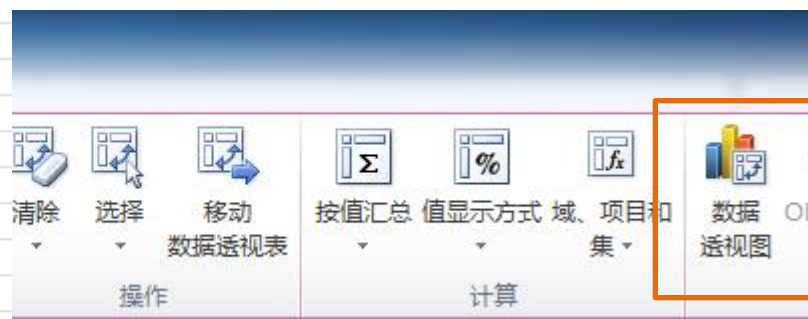 清除
选择
移动
数据透视表
操作
Σ
按值汇总
%
值显示方式
fx
域、项目和
集
计算
数据
透视图